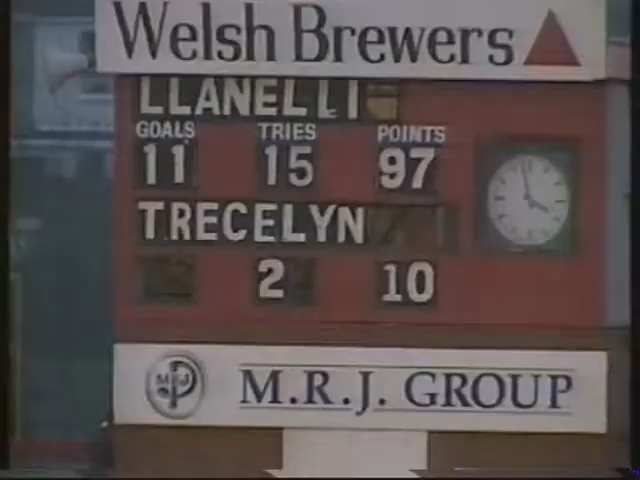 Welsh Brewers
LLANELLI
GOALS TRIES POINTS
11 15 97
TRECELYN
2 10
M.R.J. GROUP